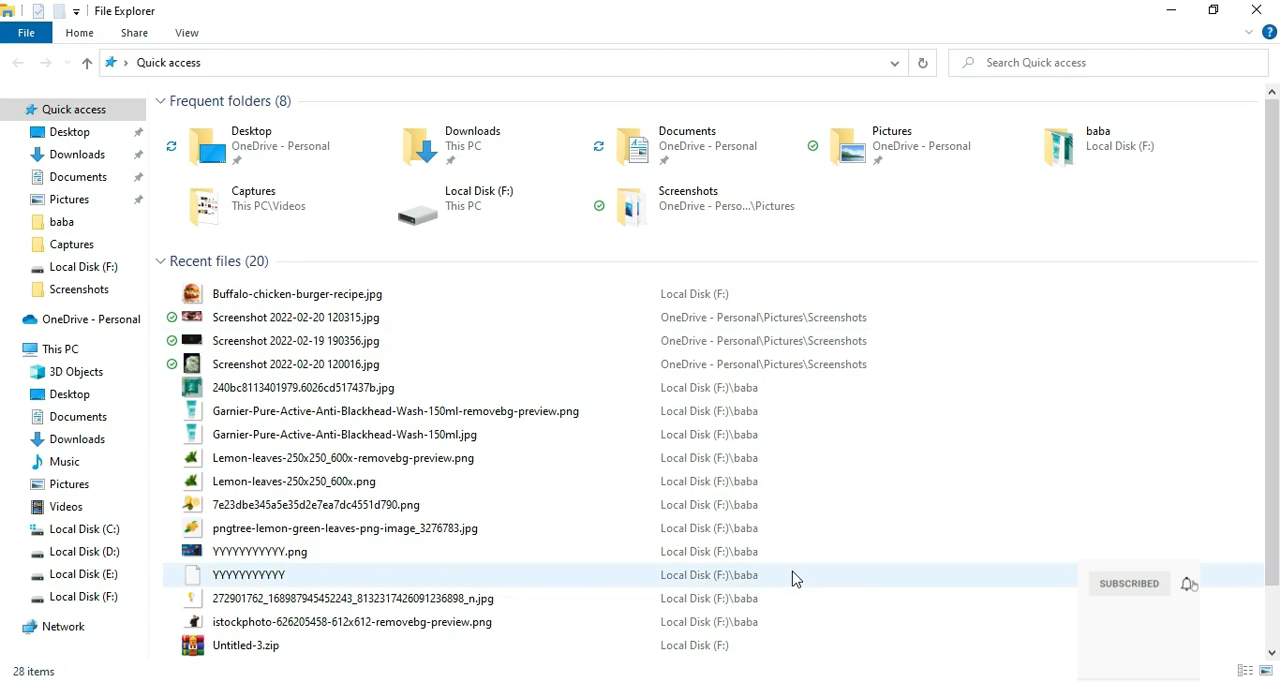 File Explorer
File Home Share View
Quick access
Search Quick access
Quick access
Desktop
Downloads
Documents
Pictures
baba
Captures
Local Disk (F:)
Screenshots
OneDrive - Personal
This PC
3D Objects
Desktop
Documents
Downloads
Music
Pictures
Videos
Local Disk (C:)
Local Disk (D:)
Local Disk (E:)
Local Disk (F:)
Network
Frequent folders (8)
Desktop
OneDrive - Personal
Downloads
This PC
Documents
OneDrive - Personal
Pictures
OneDrive - Personal
baba
Local Disk (F:)
Captures
This PC\Videos
Local Disk (F:)
This PC
Screenshots
OneDrive - Perso...\Pictures
Recent files (20)
Buffalo-chicken-burger-recipe.jpg Local Disk (F:)
Screenshot 2022-02-20 120315.jpg OneDrive - Personal\Pictures\Screenshots
Screenshot 2022-02-19 190356.jpg OneDrive - Personal\Pictures\Screenshots
Screenshot 2022-02-20 120016.jpg OneDrive - Personal\Pictures\Screenshots
240bc8113401979.6026cd517437b.jpg Local Disk (F:)\baba
Garnier-Pure-Active-Anti-Blackhead-Wash-150ml-removebg-preview.png Local Disk (F:)\baba
Garnier-Pure-Active-Anti-Blackhead-Wash-150ml.jpg Local Disk (F:)\baba
Lemon-leaves-250x250_600x-removebg-preview.png Local Disk (F:)\baba
Lemon-leaves-250x250_600x.png Local Disk (F:)\baba
7e23dbe345a5e35d2e7ea7dc4551d790.png Local Disk (F:)\baba
pngtree-lemon-green-leaves-png-image_3276783.jpg Local Disk (F:)\baba
YYYYYYYYYYY.png Local Disk (F:)\baba
YYYYYYYYYYY Local Disk (F:)\baba
272901762_168987945452243_8132317426091236898_n.jpg Local Disk (F:)\baba
istockphoto-626205458-612x612-removebg-preview.png Local Disk (F:)\baba
Untitled-3.zip Local Disk (F:)
SUBSCRIBED
28 items